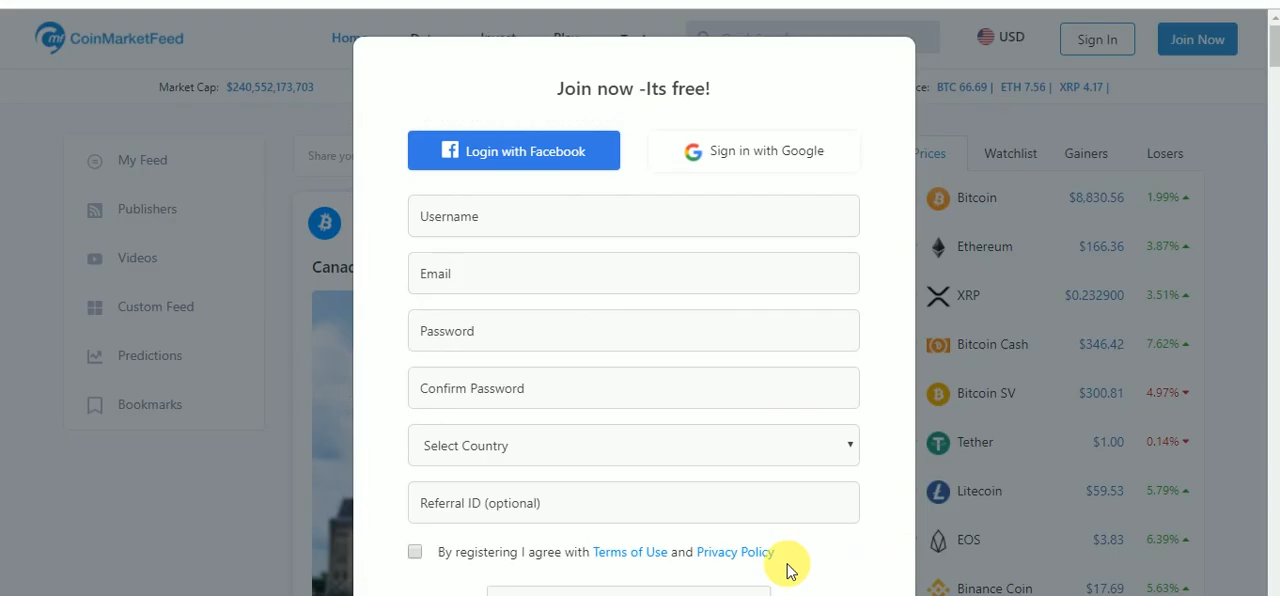 CoinMarketFeed
Hom
USD
Sign In
Join Now
Market Cap: $240,552,173,703
BTC 66.69 | ETH 7.56 | XRP 4.17 |
Join now -Its free!
Login with Facebook
Sign in with Google
Username
Email
Password
Confirm Password
Select Country
Referral ID (optional)
By registering I agree with Terms of Use and Privacy Policy
My Feed
Publishers
Videos
Custom Feed
Predictions
Bookmarks
Share you
Canad
Prices Watchlist Gainers Losers
Bitcoin $8,830.56 1.99%
Ethereum $166.36 3.87%
XRP $0.232900 3.51%
Bitcoin Cash $346.42 7.62%
Bitcoin SV $300.81 4.97%
Tether $1.00 0.14%
Litecoin $59.53 5.79%
EOS $3.83 6.39%
Binance Coin $17.69 5.63%